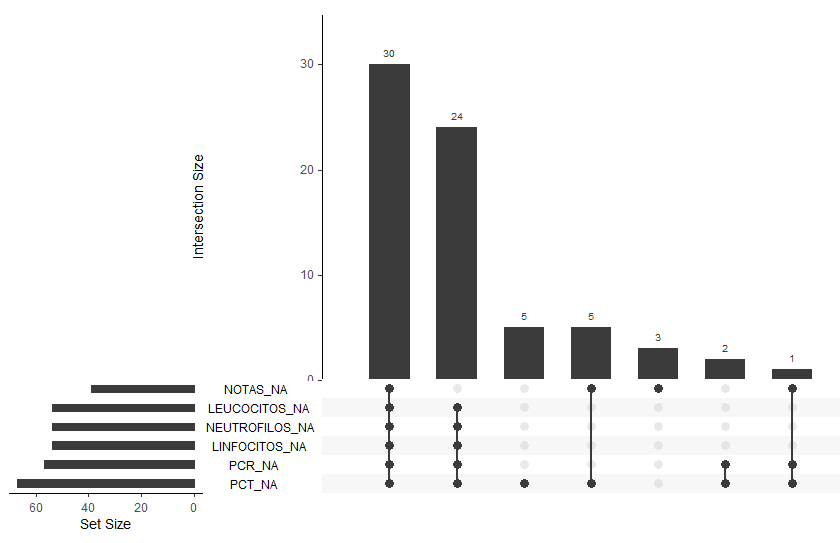 30
24
5
5
3
2
1
30
20
10
0
Intersection Size
NOTAS_NA
LEUCOCITOS_NA
NEUTROFILOS_NA
LINFOCITOS_NA
PCR_NA
PCT_NA
60 40 20 0
Set Size